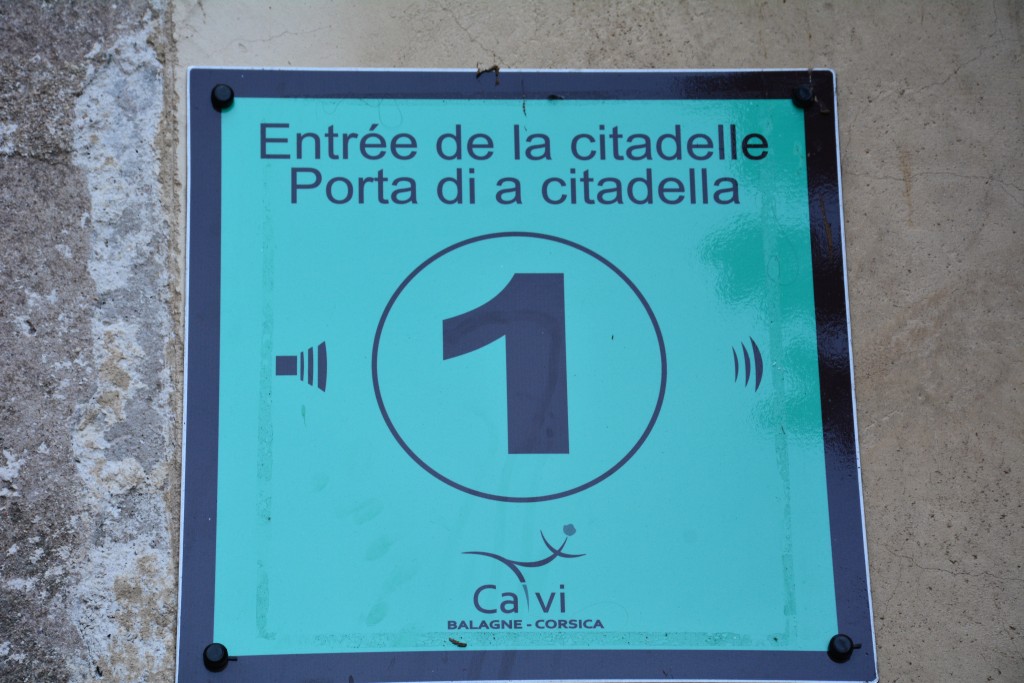 Entrée de la citadelle
Porta di a citadella
1
Calvi
BALAGNE - CORSICA